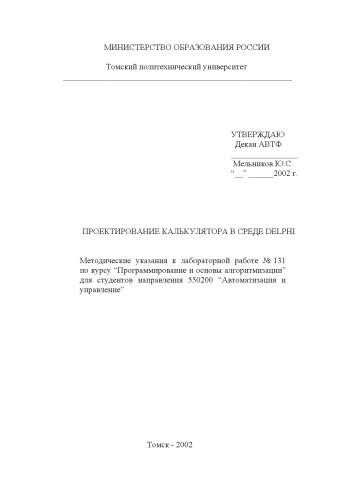 МИНИСТЕРСТВО ОБРАЗОВАНИЯ РОССИИ
Томский политехнический университет
УТВЕРЖДАЮ
Декан АВТФ
Мельников Ю.С.
“__” ______2002 г.
ПРОЕКТИРОВАНИЕ КАЛЬКУЛЯТОРА В СРЕДЕ DELPHI
Методические указания к лабораторной работе № 131
по курсу “Программирование и основы алгоритмизации”
для студентов направления 550200 “Автоматизация и
управление”
Томск - 2002